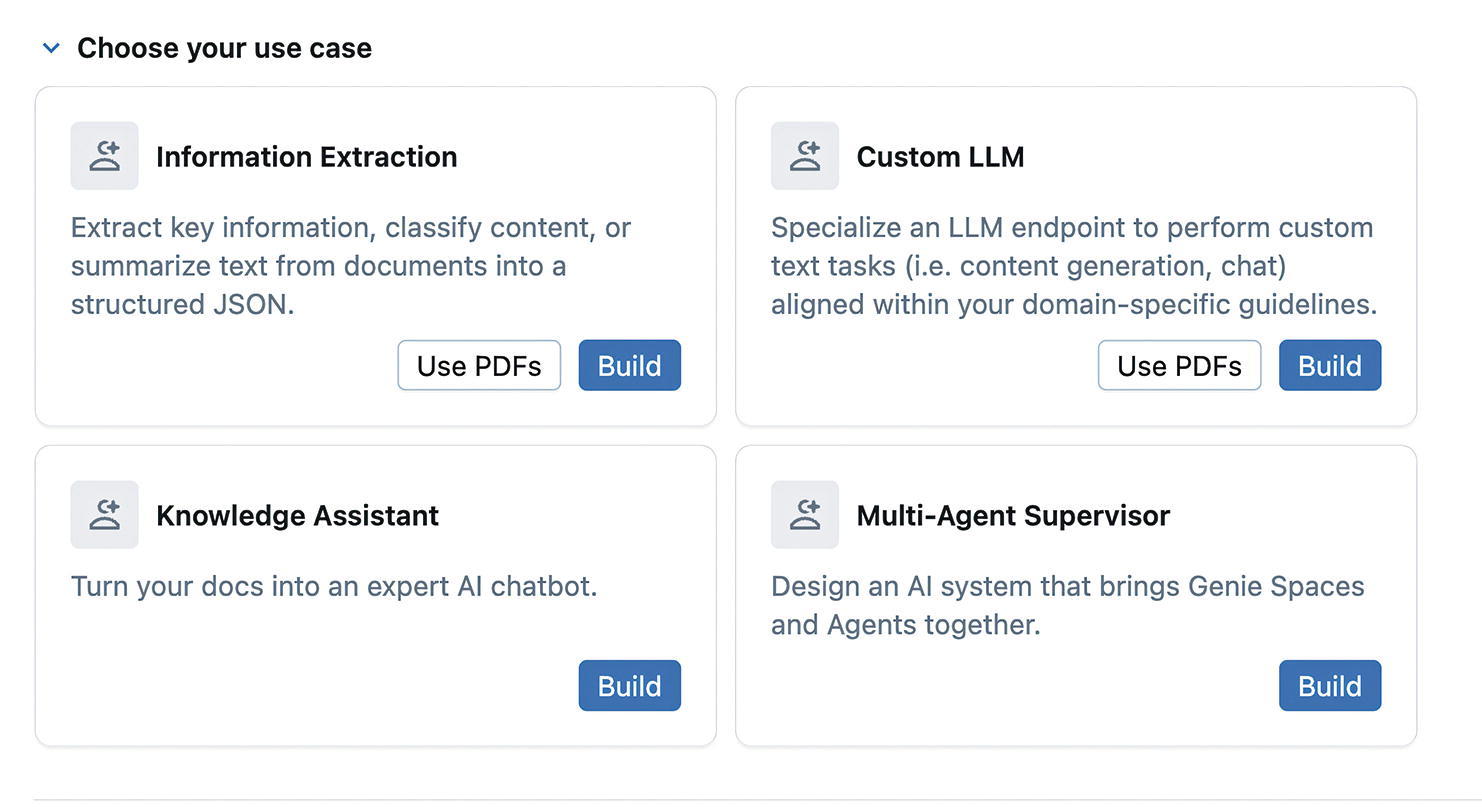 Choose your use case
Information Extraction
Extract key information, classify content, or
summarize text from documents into a
structured JSON.
Use PDFs
Build
Custom LLM
Specialize an LLM endpoint to perform custom
text tasks (i.e. content generation, chat)
aligned within your domain-specific guidelines.
Use PDFs
Build
Knowledge Assistant
Turn your docs into an expert AI chatbot.
Build
Multi-Agent Supervisor
Design an AI system that brings Genie Spaces
and Agents together.
Build